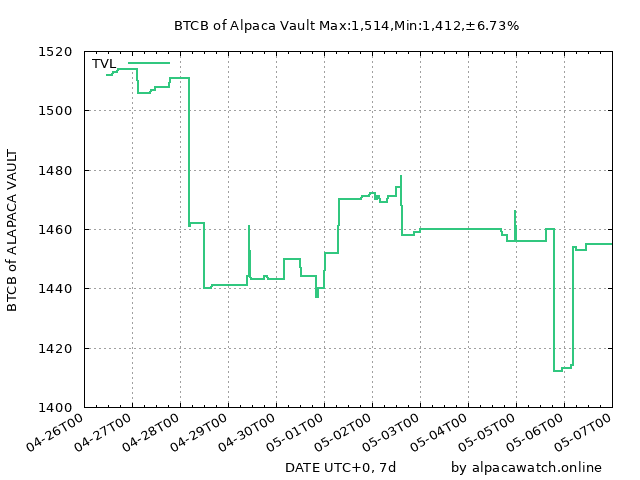 BTCB of Alpaca Vault Max:1,514,Min:1,412,±6.73%
TVL
BTCB of ALAPACA VAULT
1520
1500
1480
1460
1440
1420
1400
04-26T00
04-27T00
04-28T00
04-29T00
04-30T00
05-01T00
05-02T00
05-03T00
05-04T00
05-05T00
05-06T00
05-07T00
DATE UTC+0, 7d
by alpacawatch.online